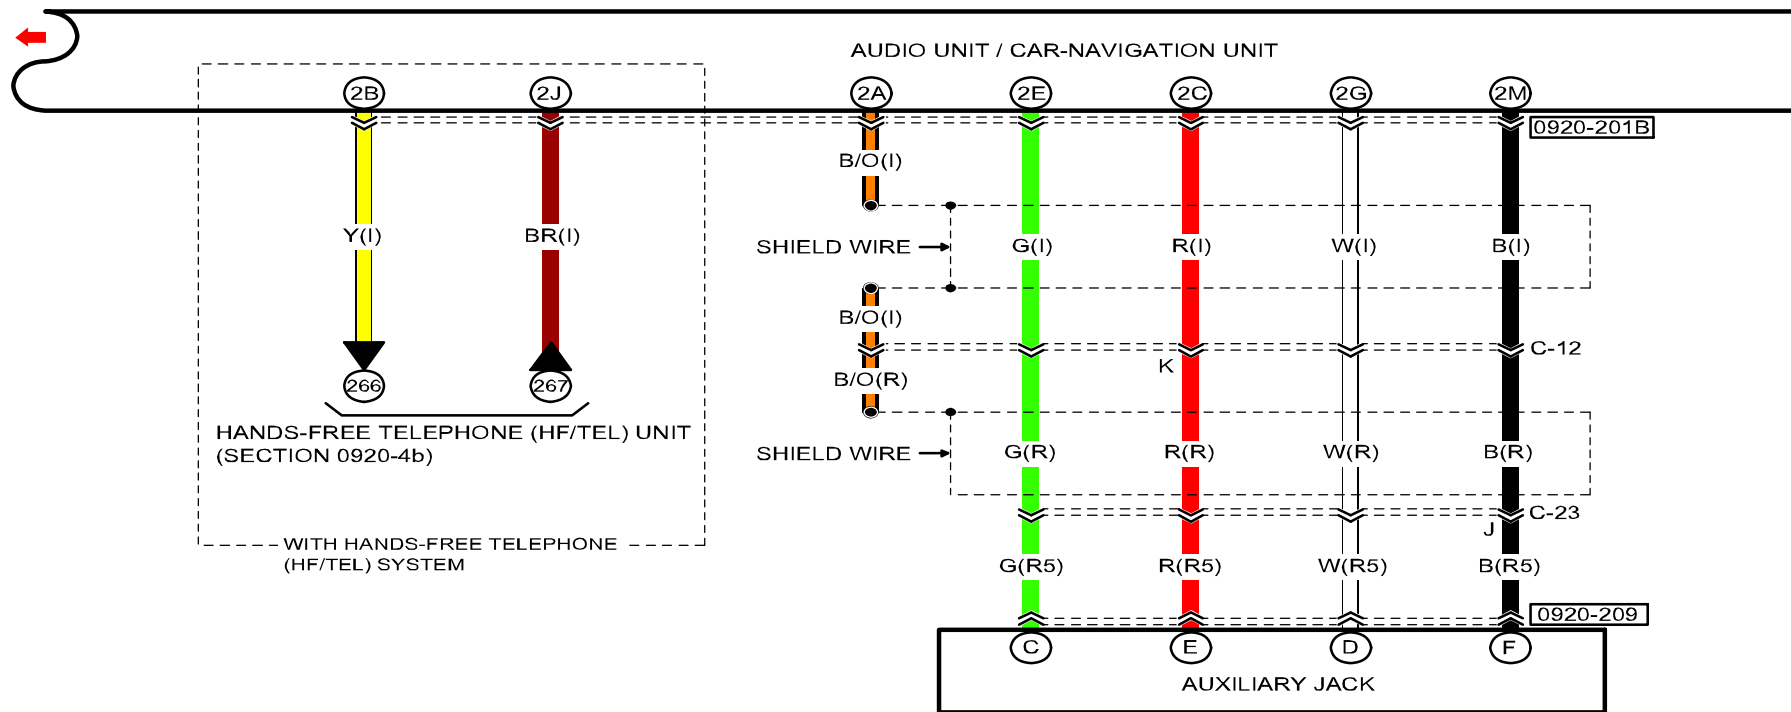 AUDIO UNIT / CAR-NAVIGATION UNIT
2B 2J 2A 2E 2C 2G 2M
0920-201B
B/O(I)
Y(I) BR(I)
SHIELD WIRE G(I) R(I) W(I) B(I)
B/O(I)
C-12
K
B/O(R)
266 267
HANDS-FREE TELEPHONE (HF/TEL) UNIT
(SECTION 0920-4b)
SHIELD WIRE G(R) R(R) W(R) B(R)
C-23
J
WITH HANDS-FREE TELEPHONE
(HF/TEL) SYSTEM
G(R5) R(R5) W(R5) B(R5)
0920-209
C E D F
AUXILIARY JACK